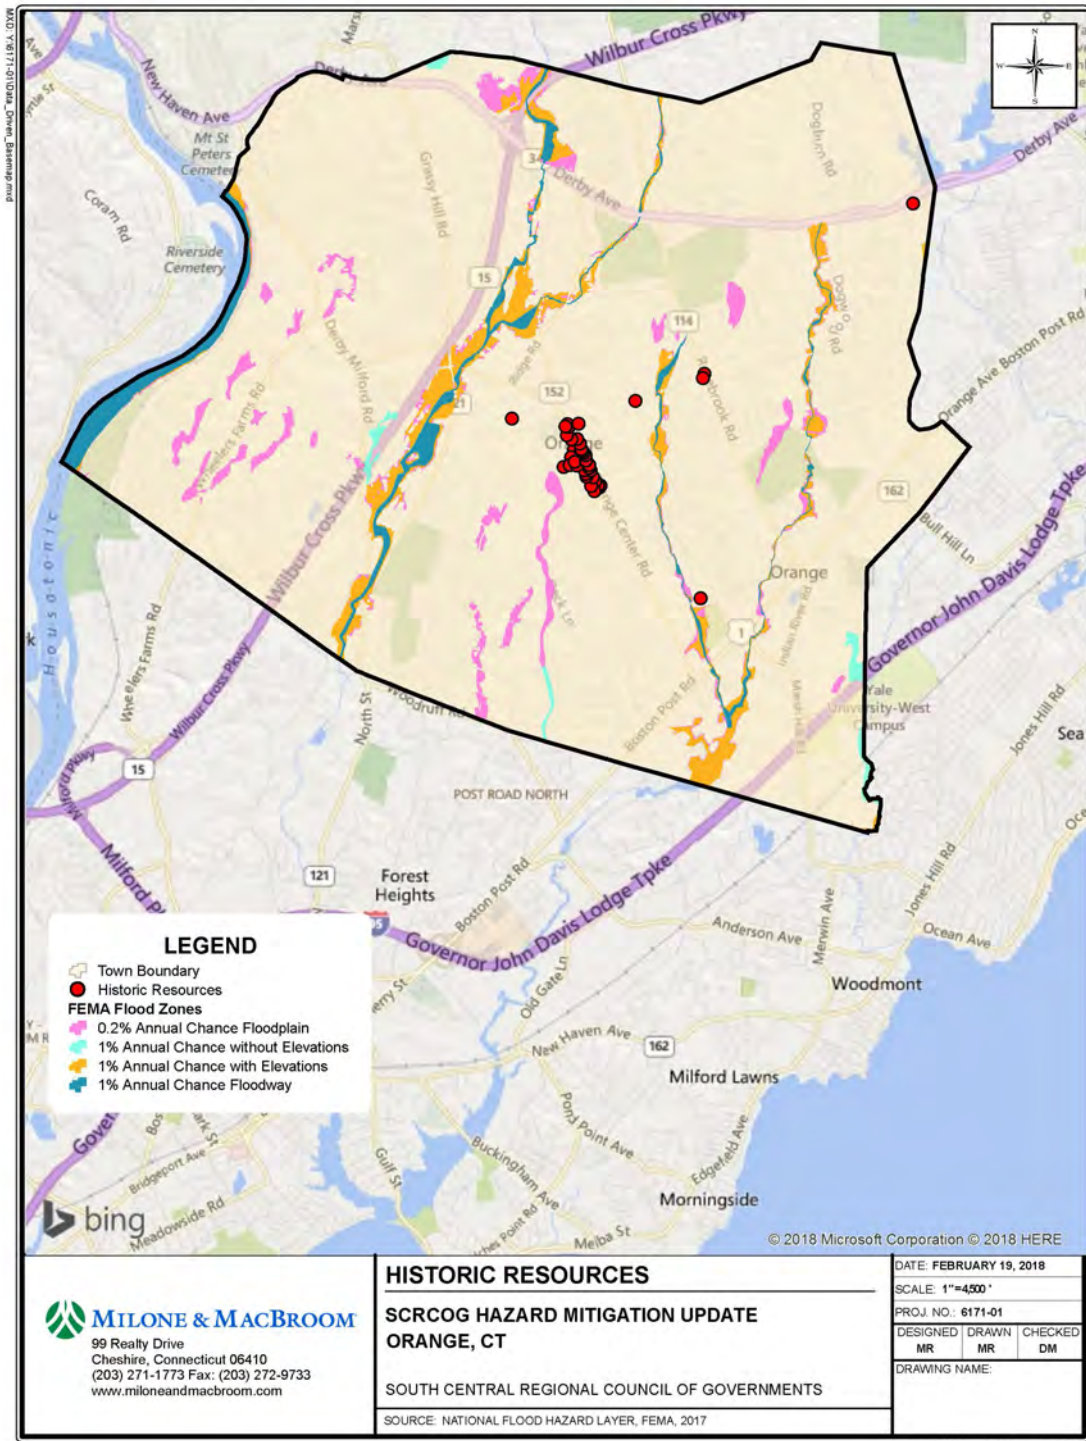 MXD: Y:\6171-01\Data_Driven_Basemap.mxd
N
W E
S
Wilbur Cross Pkwy
Derby Ave
New Haven Ave
Mt St
Peters
Cemetery
Grassy Hill Rd
Dogburn Rd
Derby Ave
34
Derby Ave
Coram Rd
Riverside
Cemetery
15
Dogwood Rd
114
Derby Milford Rd
Ridge Rd
Orange Ave Boston Post Rd
152
121
Wheelers Farms Rd
Orange
162
Orange Center Rd
Bull Hill Ln
Wilbur Cross Pkwy
Housatonic
Orange
Governor John Davis Lodge Tpke
Indian River Rd
1
Wheelers Farms Rd
Woodruff Rd
Boston Post Rd
Marsh Hill Rd
Yale
University-West
Campus
North St
Jones Hill Rd
Wilbur Cross Pkwy
Sea
15
Milford Pkwy
POST ROAD NORTH
121
Forest
Heights
Boston Post Rd
Jones Hill Rd
Governor John Davis Lodge Tpke
Anderson Ave
Merwin Ave
Ocean Ave
Old Gate Ln
Woodmont
New Haven Ave
162
Milford Lawns
Pond Point Ave
Edgefield Ave
Buckingham Ave
Gulf St
Bridgeport Ave
Meadowside Rd
Morningside
Melba St
LEGEND
Town Boundary
Historic Resources
FEMA Flood Zones
0.2% Annual Chance Floodplain
1% Annual Chance without Elevations
1% Annual Chance with Elevations
1% Annual Chance Floodway
bing
© 2018 Microsoft Corporation © 2018 HERE
MILONE & MACBROOM
99 Realty Drive
Cheshire, Connecticut 06410
(203) 271-1773 Fax: (203) 272-9733
www.miloneandmacbroom.com
HISTORIC RESOURCES
SCRCOG HAZARD MITIGATION UPDATE
ORANGE, CT
SOUTH CENTRAL REGIONAL COUNCIL OF GOVERNMENTS
SOURCE: NATIONAL FLOOD HAZARD LAYER, FEMA, 2017
DATE: FEBRUARY 19, 2018
SCALE: 1"=4,500 '
PROJ. NO.: 6171-01
DESIGNED DRAWN CHECKED
MR MR DM
DRAWING NAME: